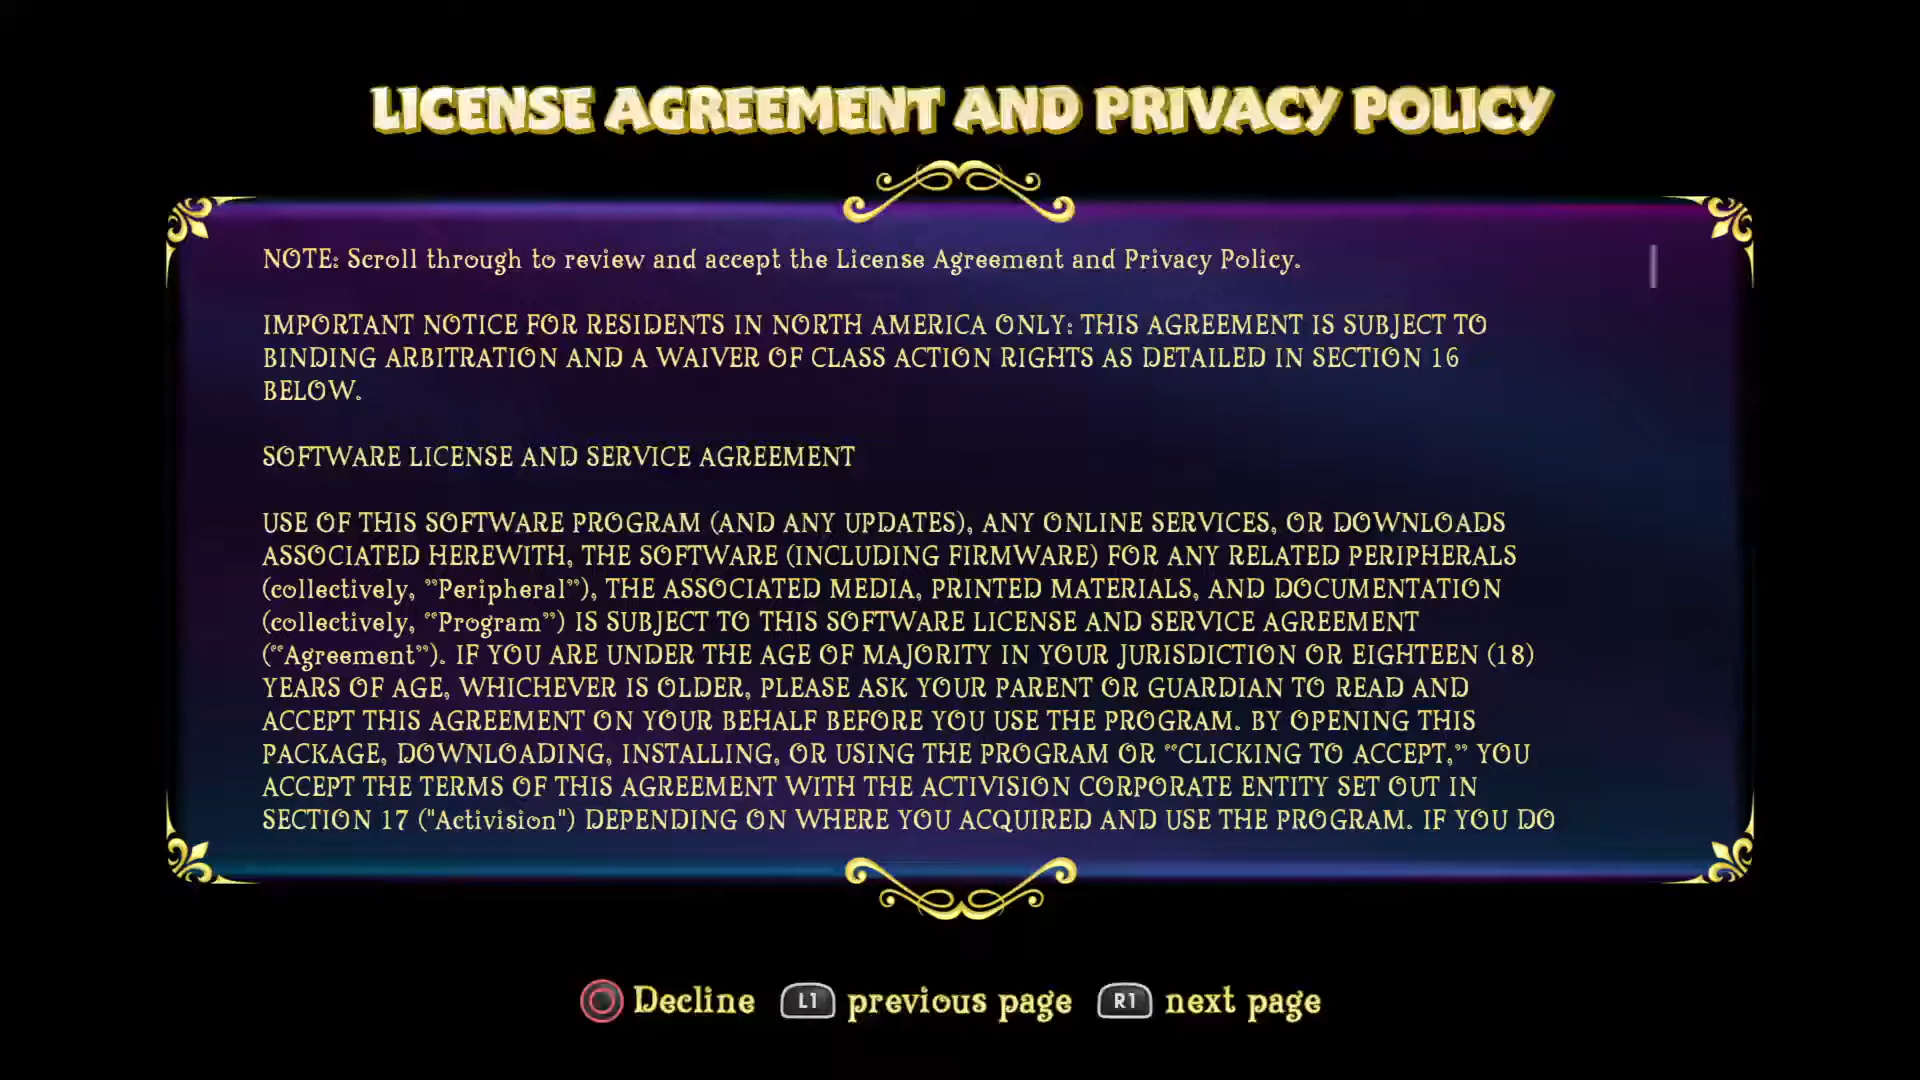 LICENSE AGREEMENT AND PRIVACY POLICY
NOTE: Scroll through to review and accept the License Agreement and Privacy Policy.
IMPORTANT NOTICE FOR RESIDENTS IN NORTH AMERICA ONLY: THIS AGREEMENT IS SUBJECT TO
BINDING ARBITRATION AND A WAIVER OF CLASS ACTION RIGHTS AS DETAILED IN SECTION 16
BELOW.
SOFTWARE LICENSE AND SERVICE AGREEMENT
USE OF THIS SOFTWARE PROGRAM (AND ANY UPDATES), ANY ONLINE SERVICES, OR DOWNLOADS
ASSOCIATED HEREWITH, THE SOFTWARE (INCLUDING FIRMWARE) FOR ANY RELATED PERIPHERALS
(collectively, ”Peripheral”), THE ASSOCIATED MEDIA, PRINTED MATERIALS, AND DOCUMENTATION
(collectively, “Program”) IS SUBJECT TO THIS SOFTWARE LICENSE AND SERVICE AGREEMENT
(“Agreement”). IF YOU ARE UNDER THE AGE OF MAJORITY IN YOUR JURISDICTION OR EIGHTEEN (18)
YEARS OF AGE, WHICHEVER IS OLDER, PLEASE ASK YOUR PARENT OR GUARDIAN TO READ AND
ACCEPT THIS AGREEMENT ON YOUR BEHALF BEFORE YOU USE THE PROGRAM. BY OPENING THIS
PACKAGE, DOWNLOADING, INSTALLING, OR USING THE PROGRAM OR “CLICKING TO ACCEPT,” YOU
ACCEPT THE TERMS OF THIS AGREEMENT WITH THE ACTIVISION CORPORATE ENTITY SET OUT IN
SECTION 17 ("Activision") DEPENDING ON WHERE YOU ACQUIRED AND USE THE PROGRAM. IF YOU DO
Decline L1 previous page R1 next page